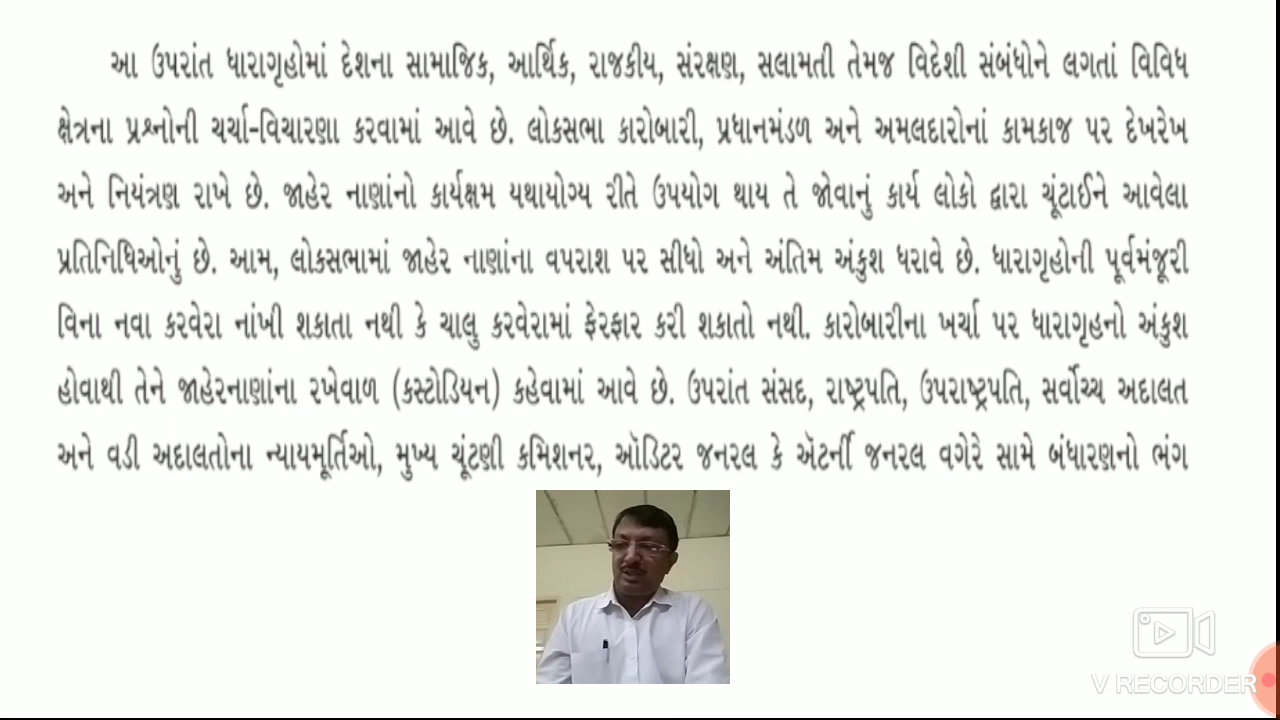 આ ઉપરાંત ધારાગૃહોમાં દેશના સામાજિક, આર્થિક, રાજકીય, સંરક્ષણ, સલામતી તેમજ વિદેશી સંબંધોને લગતાં વિવિધ
ક્ષેત્રના પ્રશ્નોની ચર્ચા-વિચારણા કરવામાં આવે છે. લોકસભા કારોબારી, પ્રધાનમંડળ અને અમલદારોનાં કામકાજ પર દેખરેખ
અને નિયંત્રણ રાખે છે. જાહેર નાણાંનો કાર્યક્ષમ યથાયોગ્ય રીતે ઉપયોગ થાય તે જોવાનું કાર્ય લોકો દ્વારા ચૂંટાઈને આવેલા
પ્રતિનિધિઓનું છે. આમ, લોકસભામાં જાહેર નાણાંના વપરાશ પર સીધો અને અંતિમ અંકુશ ધરાવે છે. ધારાગૃહોની પૂર્વમંજૂરી
વિના નવા કરવેરા નાંખી શકાતા નથી કે ચાલુ કરવેરામાં ફેરફાર કરી શકાતો નથી. કારોબારીના ખર્ચા પર ધારાગૃહનો અંકુશ
હોવાથી તેને જાહેરનાણાંના રખેવાળ (કસ્ટોડિયન) કહેવામાં આવે છે. ઉપરાંત સંસદ, રાષ્ટ્રપતિ, ઉપરાષ્ટ્રપતિ, સર્વોચ્ચ અદાલત
અને વડી અદાલતોના ન્યાયમૂર્તિઓ, મુખ્ય ચૂંટણી કમિશનર, ઑડિટર જનરલ કે ઍટર્ની જનરલ વગેરે સામે બંધારણનો ભંગ
V RECORDER